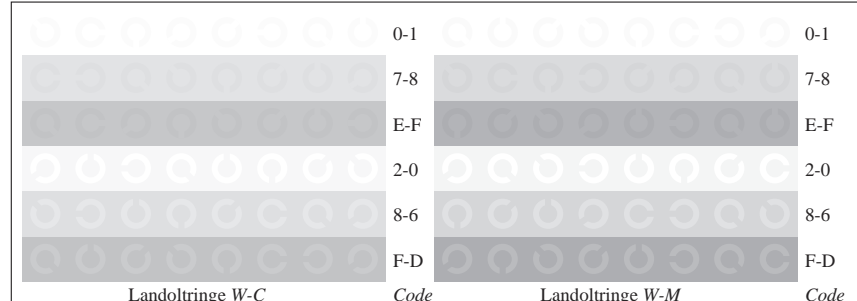 0-1 0-1
7-8 7-8
E-F E-F
2-0 2-0
8-6 8-6
F-D F-D
Landoltringe W-C Code Landoltringe W-M Code